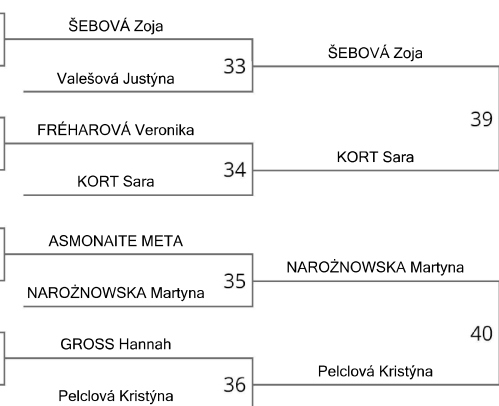 ŠEBOVÁ Zoja
ŠEBOVÁ Zoja
33
Valešová Justýna
39
FRÉHAROVÁ Veronika
KORT Sara
34
KORT Sara
ASMONAITE META
NAROŻNOWSKA Martyna
35
NAROŻNOWSKA Martyna
40
GROSS Hannah
Pelclová Kristýna
36
Pelclová Kristýna